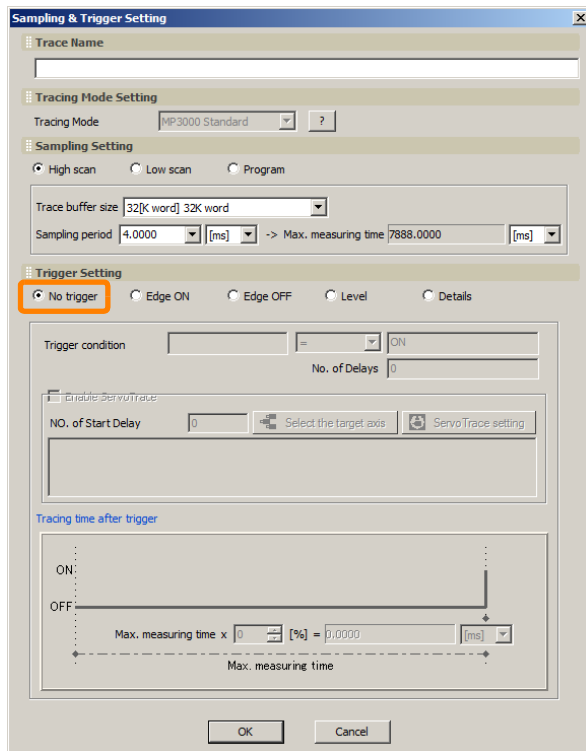 Sampling & Trigger Setting
Trace Name
Tracing Mode Setting
Tracing Mode MP3000 Standard ?
Sampling Setting
High scan Low scan Program
Trace buffer size 32[K word] 32K word
Sampling period 4.0000 [ms] -> Max. measuring time 7888.0000 [ms]
Trigger Setting
No trigger Edge ON Edge OFF Level Details
Trigger condition = ON
No. of Delays 0
Enable ServoTrace
NO. of Start Delay 0 Select the target axis ServoTrace setting
Tracing time after trigger
ON
OFF
Max. measuring time x 0 [%] = 0.0000 [ms]
Max. measuring time
OK Cancel